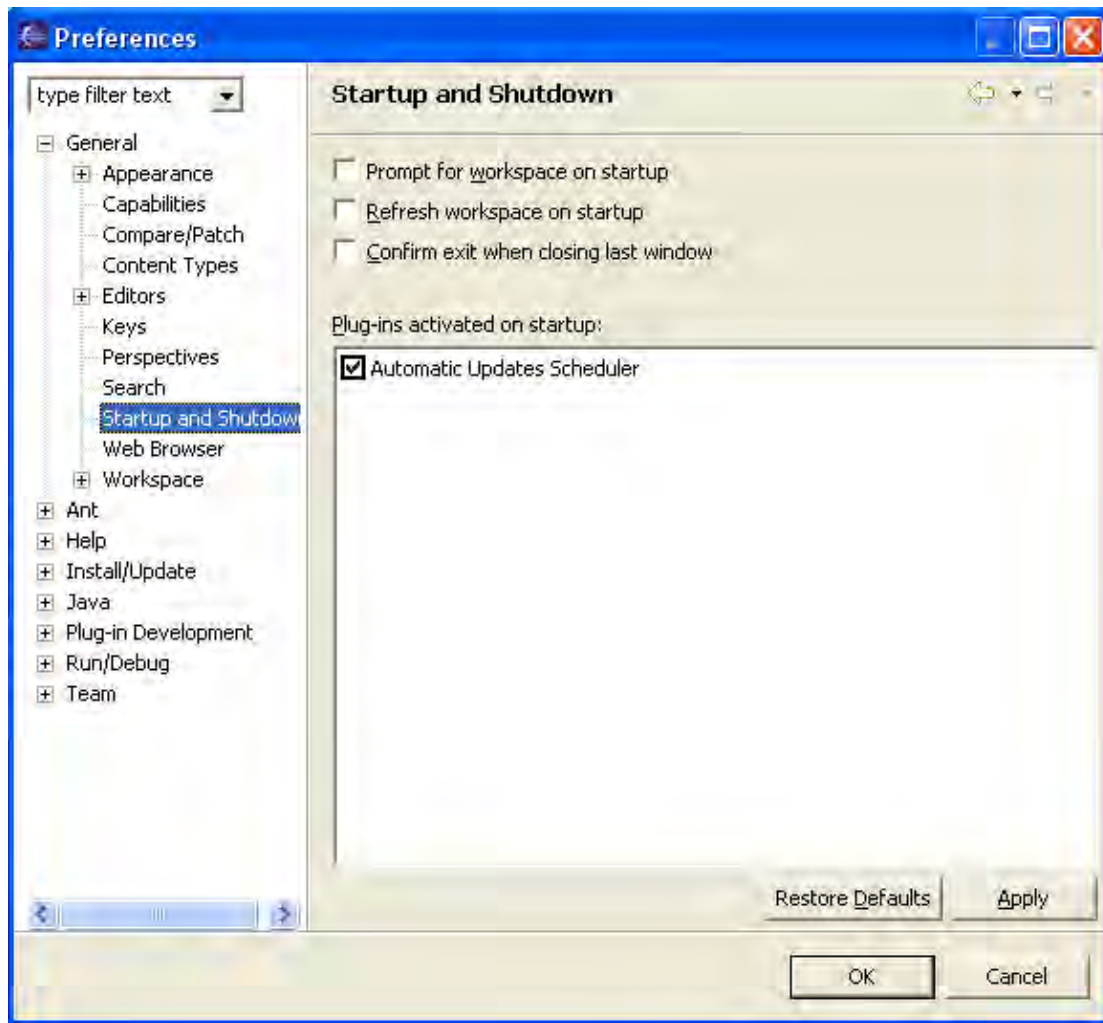 Preferences
type filter text
Startup and Shutdown
General
Appearance
Capabilities
Compare/Patch
Content Types
Editors
Keys
Perspectives
Search
Startup and Shutdow
Web Browser
Workspace
Ant
Help
Install/Update
Java
Plug-in Development
Run/Debug
Team
Prompt for workspace on startup
Refresh workspace on startup
Confirm exit when closing last window
Plug-ins activated on startup:
Automatic Updates Scheduler
Restore Defaults
Apply
OK
Cancel